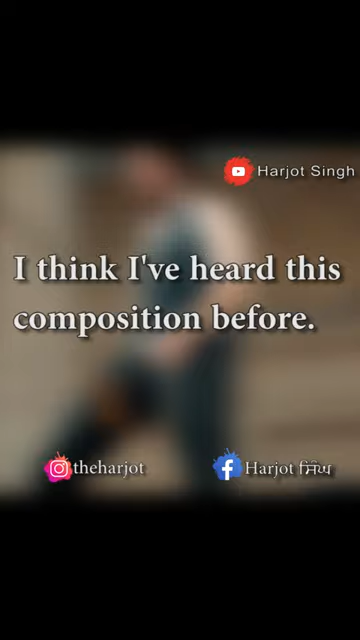 Harjot Singh
I think I've heard this
composition before.
theharjot
Harjot ਸਿੰਘ